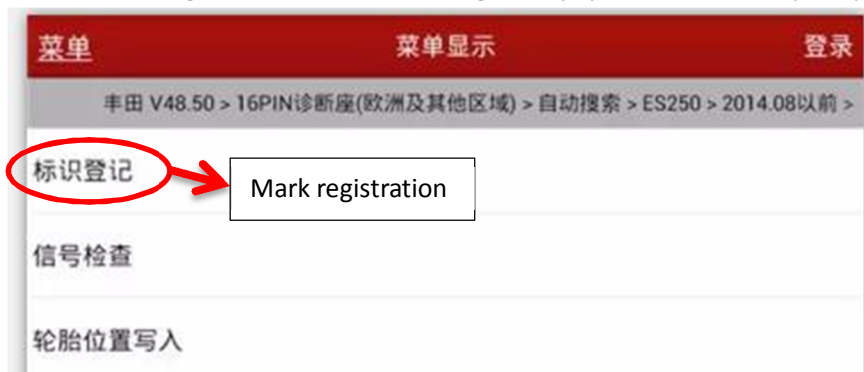 菜单 菜单显示 登录
丰田 V48.50 > 16PIN诊断座(欧洲及其他区域) > 自动搜索 > ES250 > 2014.08以前 >
标识登记
Mark registration
信号检查
轮胎位置写入